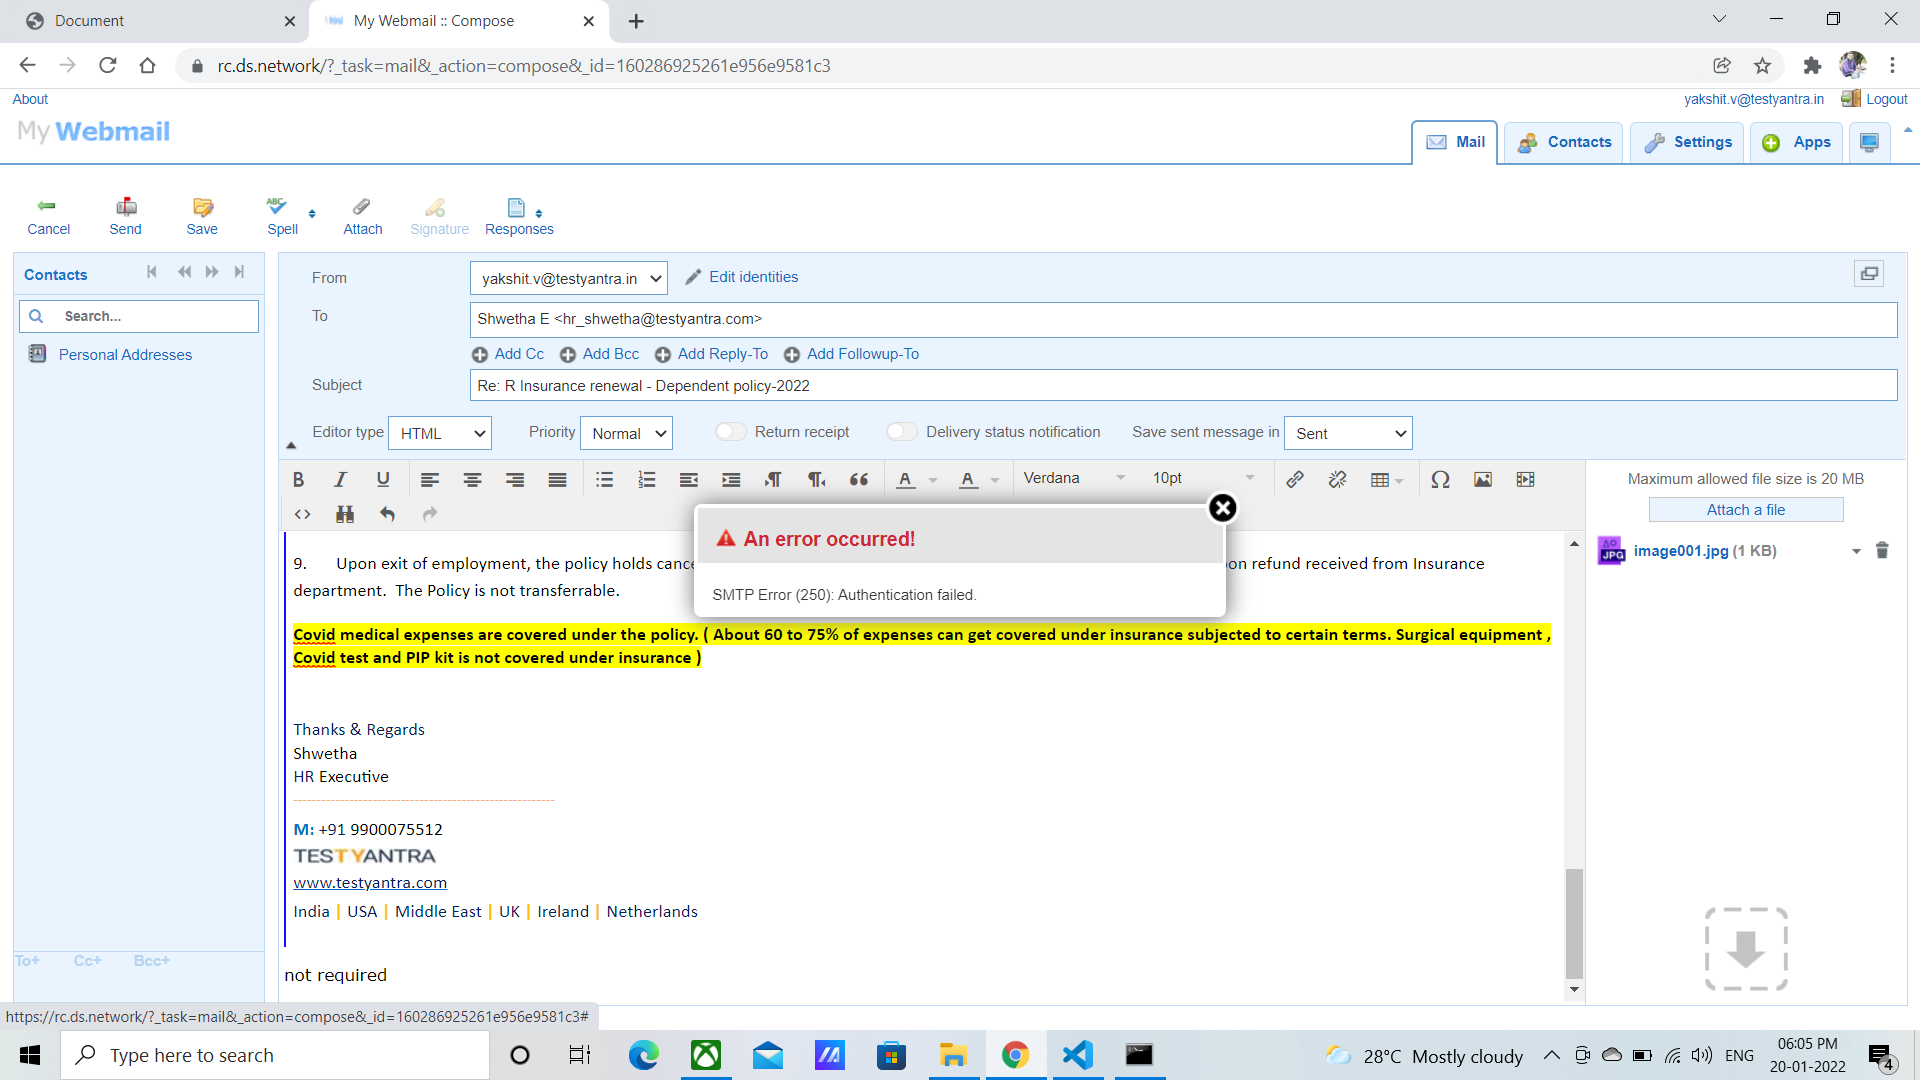 Document
My Webmail :: Compose
rc.ds.network/?_task=mail&_action=compose&_id=160286925261e956e9581c3
About
yakshit.v@testyantra.in
Logout
My Webmail
Mail
Contacts
Settings
Apps
Cancel
Send
Save
ABC
Spell
Attach
Signature
Responses
Contacts
Search...
Personal Addresses
From
yakshit.v@testyantra.in
Edit identities
To
Shwetha E <hr_shwetha@testyantra.com>
Add Cc
Add Bcc
Add Reply-To
Add Followup-To
Subject
Re: R Insurance renewal - Dependent policy-2022
Editor type
HTML
Priority
Normal
Return receipt
Delivery status notification
Save sent message in
Sent
B
I
U
A
A
Verdana
10pt
Maximum allowed file size is 20 MB
Attach a file
JPG
image001.jpg (1 KB)
An error occurred!
SMTP Error (250): Authentication failed.
9. Upon exit of employment, the policy holds refund received from Insurance
department. The Policy is not transferrable.
Covid medical expenses are covered under the policy. ( About 60 to 75% of expenses can get covered under insurance subjected to certain terms. Surgical equipment ,
Covid test and PIP kit is not covered under insurance )
Thanks & Regards
Shwetha
HR Executive
--------------------------------------------------------
M: +91 9900075512
TESTYANTRA
www.testyantra.com
India | USA | Middle East | UK | Ireland | Netherlands
not required
To+
Cc+
Bcc+
https://rc.ds.network/?_task=mail&_action=compose&_id=160286925261e956e9581c3#
Type here to search
28°C Mostly cloudy
ENG
06:05 PM
20-01-2022
4